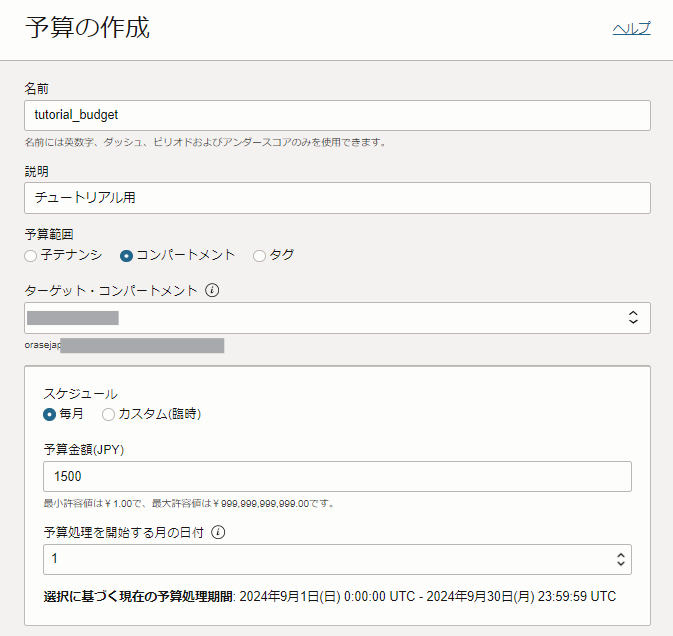 予算の作成
ヘルプ
名前
tutorial_budget
名前には英数字、ダッシュ、ピリオドおよびアンダースコアのみを使用できます。
説明
チュートリアル用
予算範囲
子テナンシ コンパートメント タグ
ターゲット・コンパートメント
orasejap
スケジュール
毎月 カスタム(臨時)
予算金額(JPY)
1500
最小許容値は￥1.00で、最大許容値は￥999,999,999,999.00です。
予算処理を開始する月の日付
1
選択に基づく現在の予算処理期間: 2024年9月1日(日) 0:00:00 UTC - 2024年9月30日(月) 23:59:59 UTC